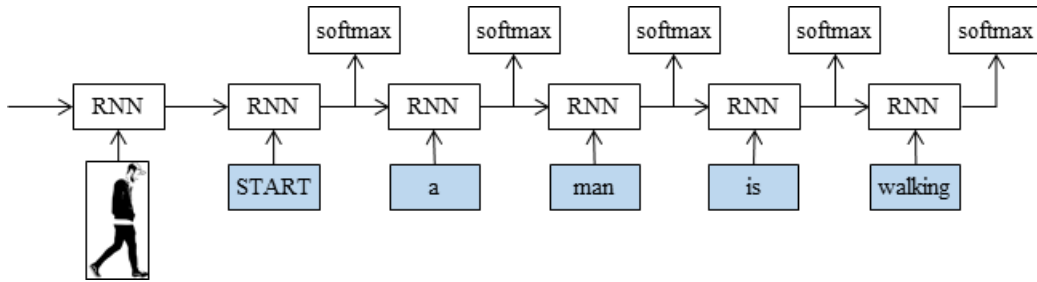 softmax softmax softmax softmax softmax
RNN RNN RNN RNN RNN RNN
START a man is walking